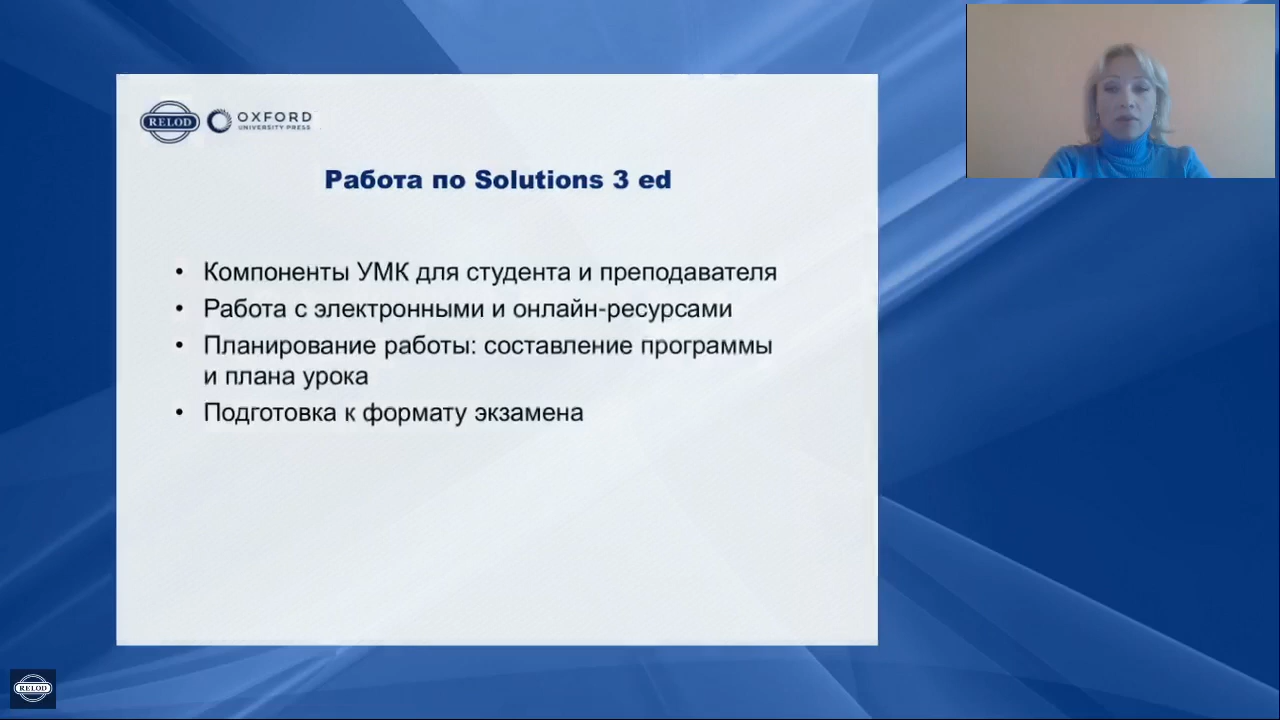 RELOD
OXFORD
UNIVERSITY PRESS
Работа по Solutions 3 ed
• Компоненты УМК для студента и преподавателя
• Работа с электронными и онлайн-ресурсами
• Планирование работы: составление программы
и плана урока
• Подготовка к формату экзамена
RELOD